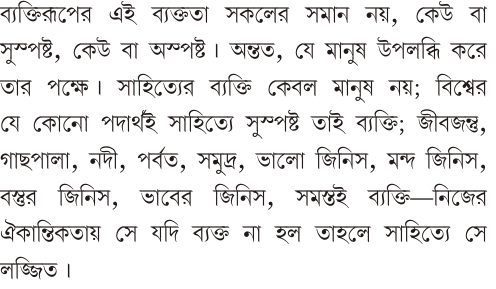 ব্যক্তিরূপের এই ব্যক্ততা সকলের সমান নয়, কেউ বা
সুস্পষ্ট, কেউ বা অস্পষ্ট। অন্তত, যে মানুষ উপলব্ধি করে
তার পক্ষে। সাহিত্যের ব্যক্তি কেবল মানুষ নয়; বিশ্বের
যে কোনো পদার্থই সাহিত্যে সুস্পষ্ট তাই ব্যক্তি; জীবজন্তু,
গাছপালা, নদী, পর্বত, সমুদ্র, ভালো জিনিস, মন্দ জিনিস,
বস্তুর জিনিস, ভাবের জিনিস, সমস্তই ব্যক্তি—নিজের
ঐকান্তিকতায় সে যদি ব্যক্ত না হল তাহলে সাহিত্যে সে
লজ্জিত।